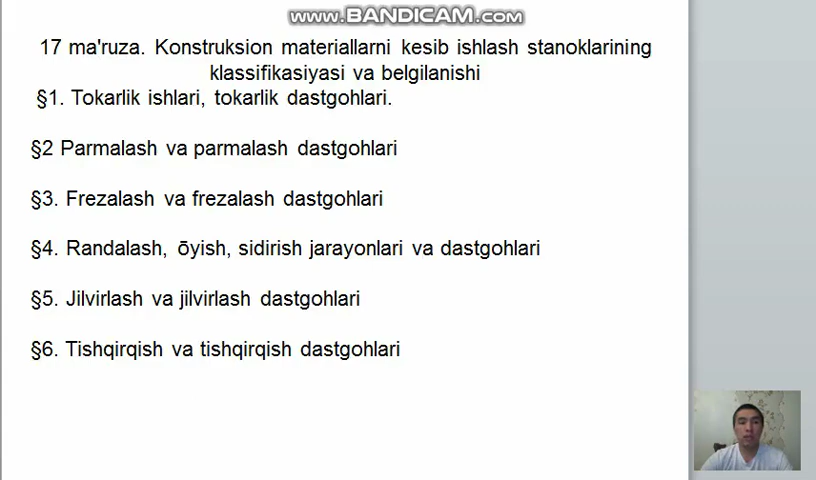 WWW.BANDICAM.COM
17 ma'ruza. Konstruksion materiallarni kesib ishlash stanoklarining
klassifikasiyasi va belgilanishi
§1. Tokarlik ishlari, tokarlik dastgohlari.
§2 Parmalash va parmalash dastgohlari
§3. Frezalash va frezalash dastgohlari
§4. Randalash, ōyish, sidirish jarayonlari va dastgohlari
§5. Jilvirlash va jilvirlash dastgohlari
§6. Tishqirqish va tishqirqish dastgohlari